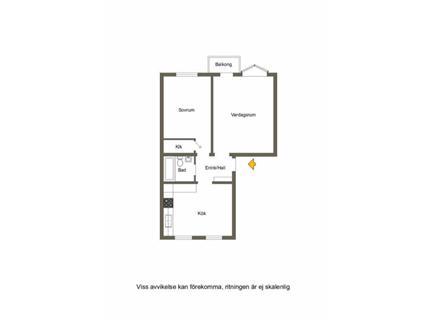 Balkong
Sovrum
Vardagsrum
Klk
Bad
Entré/Hall
Kök
Viss avvikelse kan förekomma, ritningen är ej skalenlig